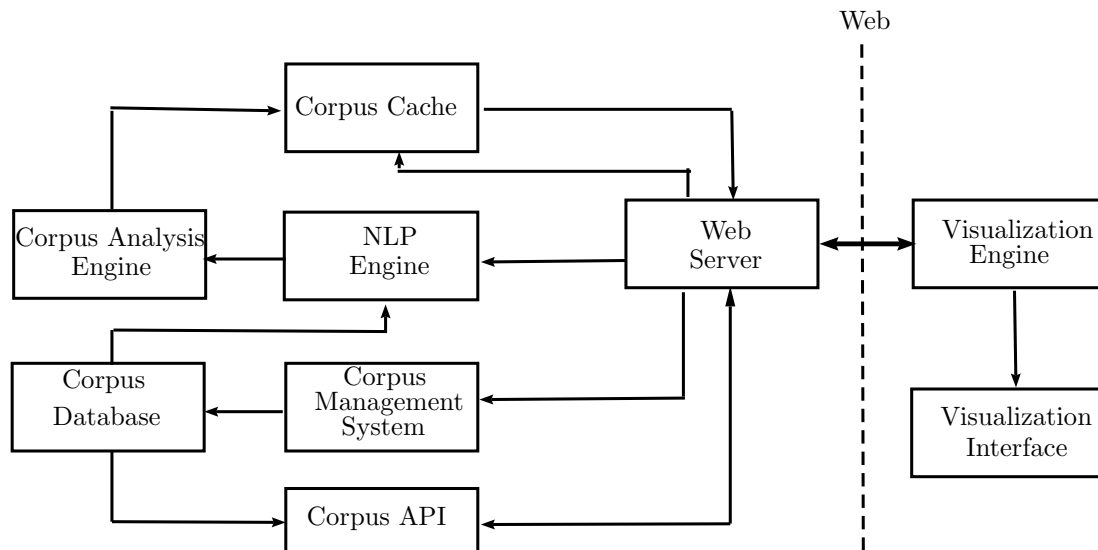 Web
Corpus Cache
Corpus Analysis
Engine
NLP
Engine
Web
Server
Visualization
Engine
Corpus
Database
Corpus
Management
System
Visualization
Interface
Corpus API